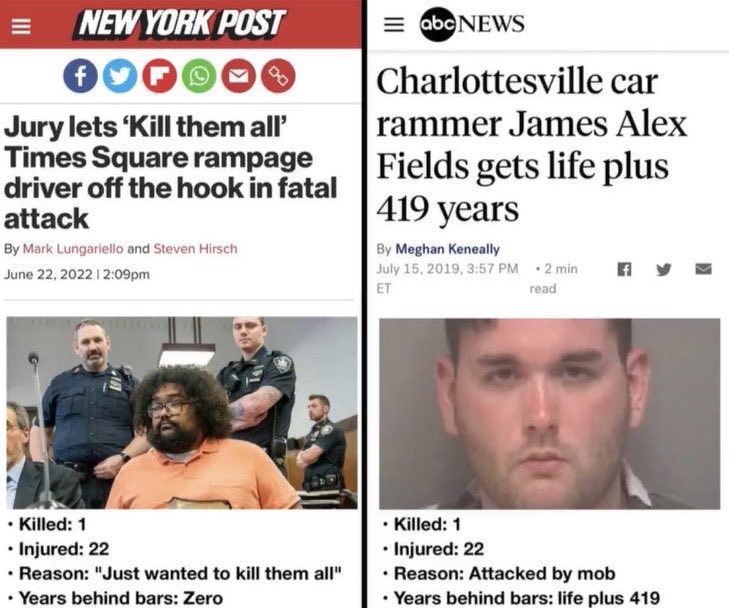 NEW YORK POST
Jury lets ‘Kill them all’
Times Square rampage
driver off the hook in fatal
attack
By Mark Lungariello and Steven Hirsch
June 22, 2022 | 2:09pm
• Killed: 1
• Injured: 22
• Reason: "Just wanted to kill them all"
• Years behind bars: Zero
abc NEWS
Charlottesville car
rammer James Alex
Fields gets life plus
419 years
By Meghan Keneally
July 15, 2019, 3:57 PM • 2 min
ET read
• Killed: 1
• Injured: 22
• Reason: Attacked by mob
• Years behind bars: life plus 419